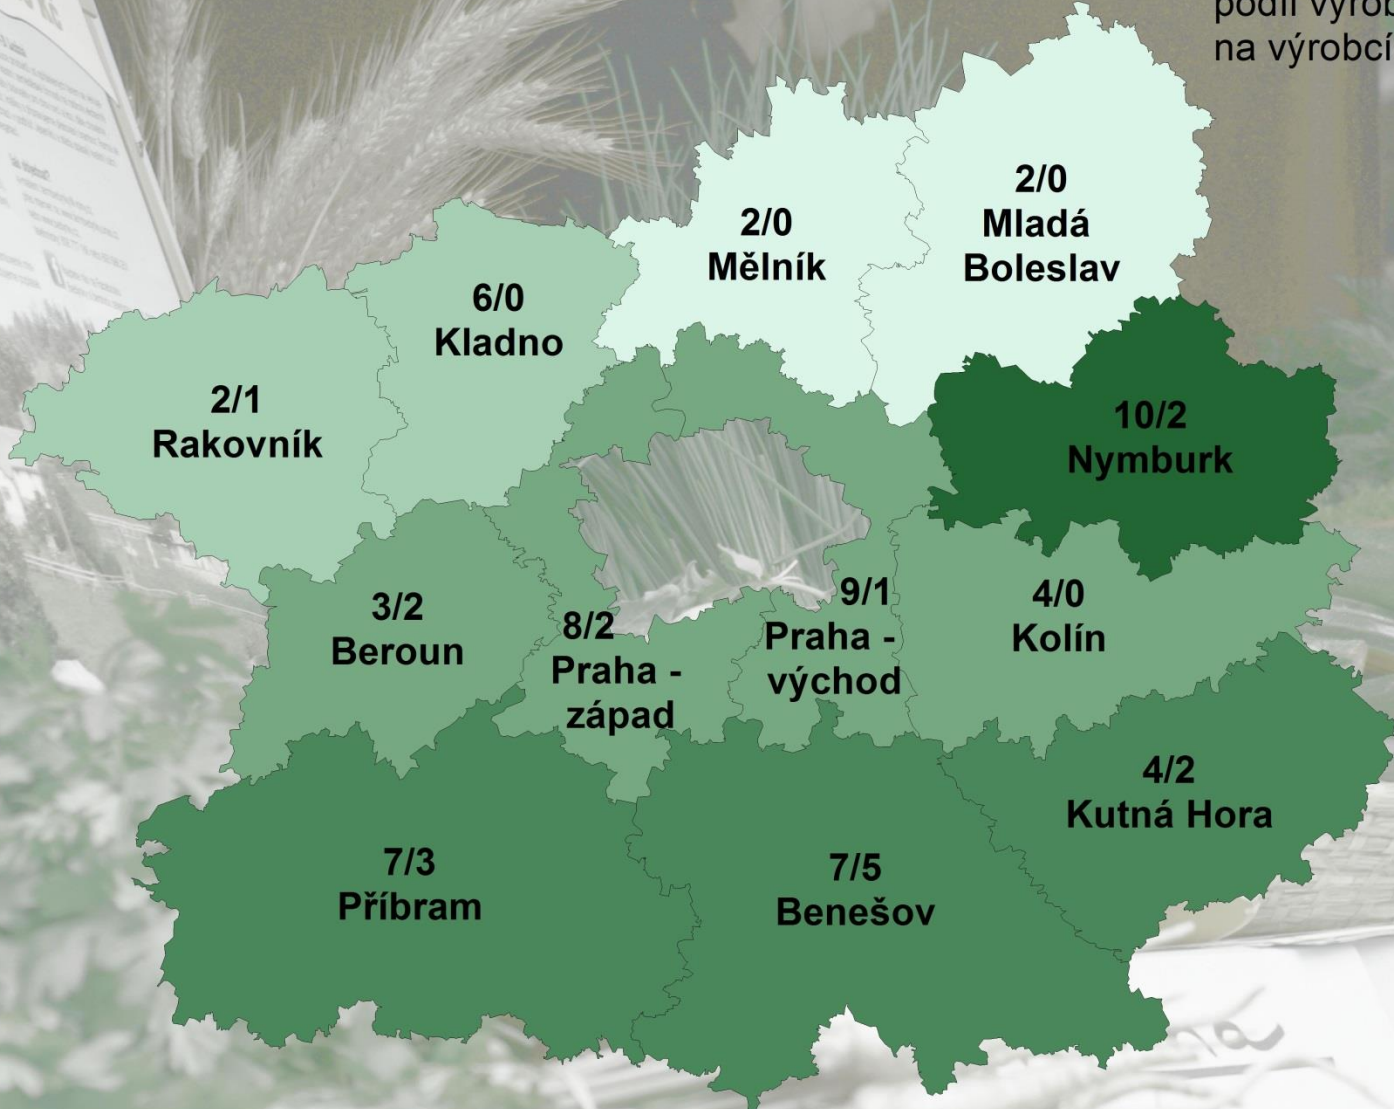 podíl výrob
na výrobcí
2/0
Mladá
Boleslav
2/0
Mělník
6/0
Kladno
2/1
Rakovník
10/2
Nymburk
3/2
Beroun
8/2
Praha -
západ
9/1
Praha -
východ
4/0
Kolín
4/2
Kutná Hora
7/3
Příbram
7/5
Benešov